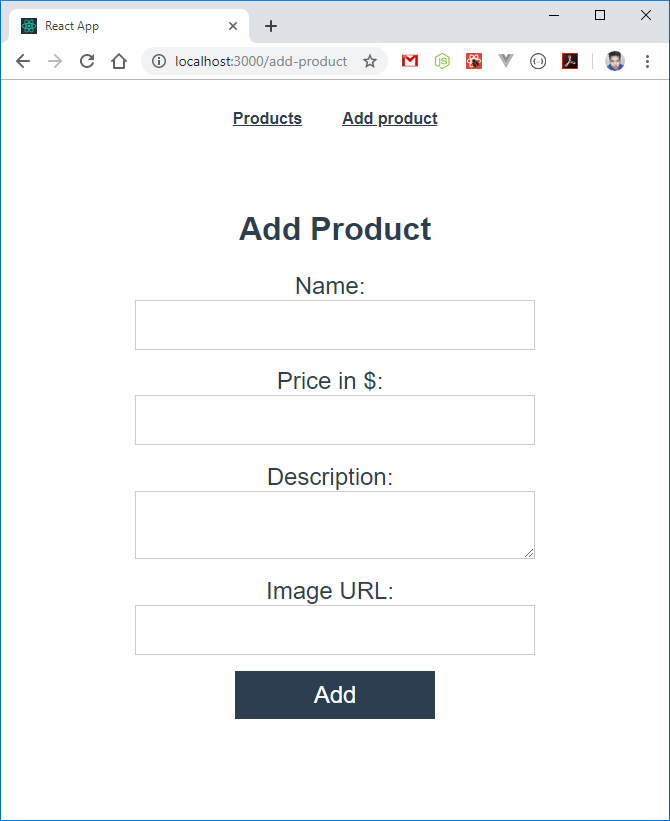 React App
localhost:3000/add-product
Products Add product
Add Product
Name:
Price in $:
Description:
Image URL:
Add